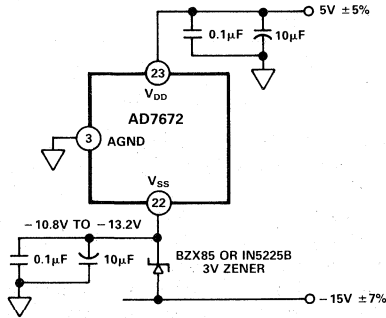 5V ±5%
0.1µF
10µF
23
VDD
AD7672
3
AGND
VSS
22
−10.8V TO −13.2V
0.1µF
10µF
BZX85 OR IN5225B
3V ZENER
−15V ±7%